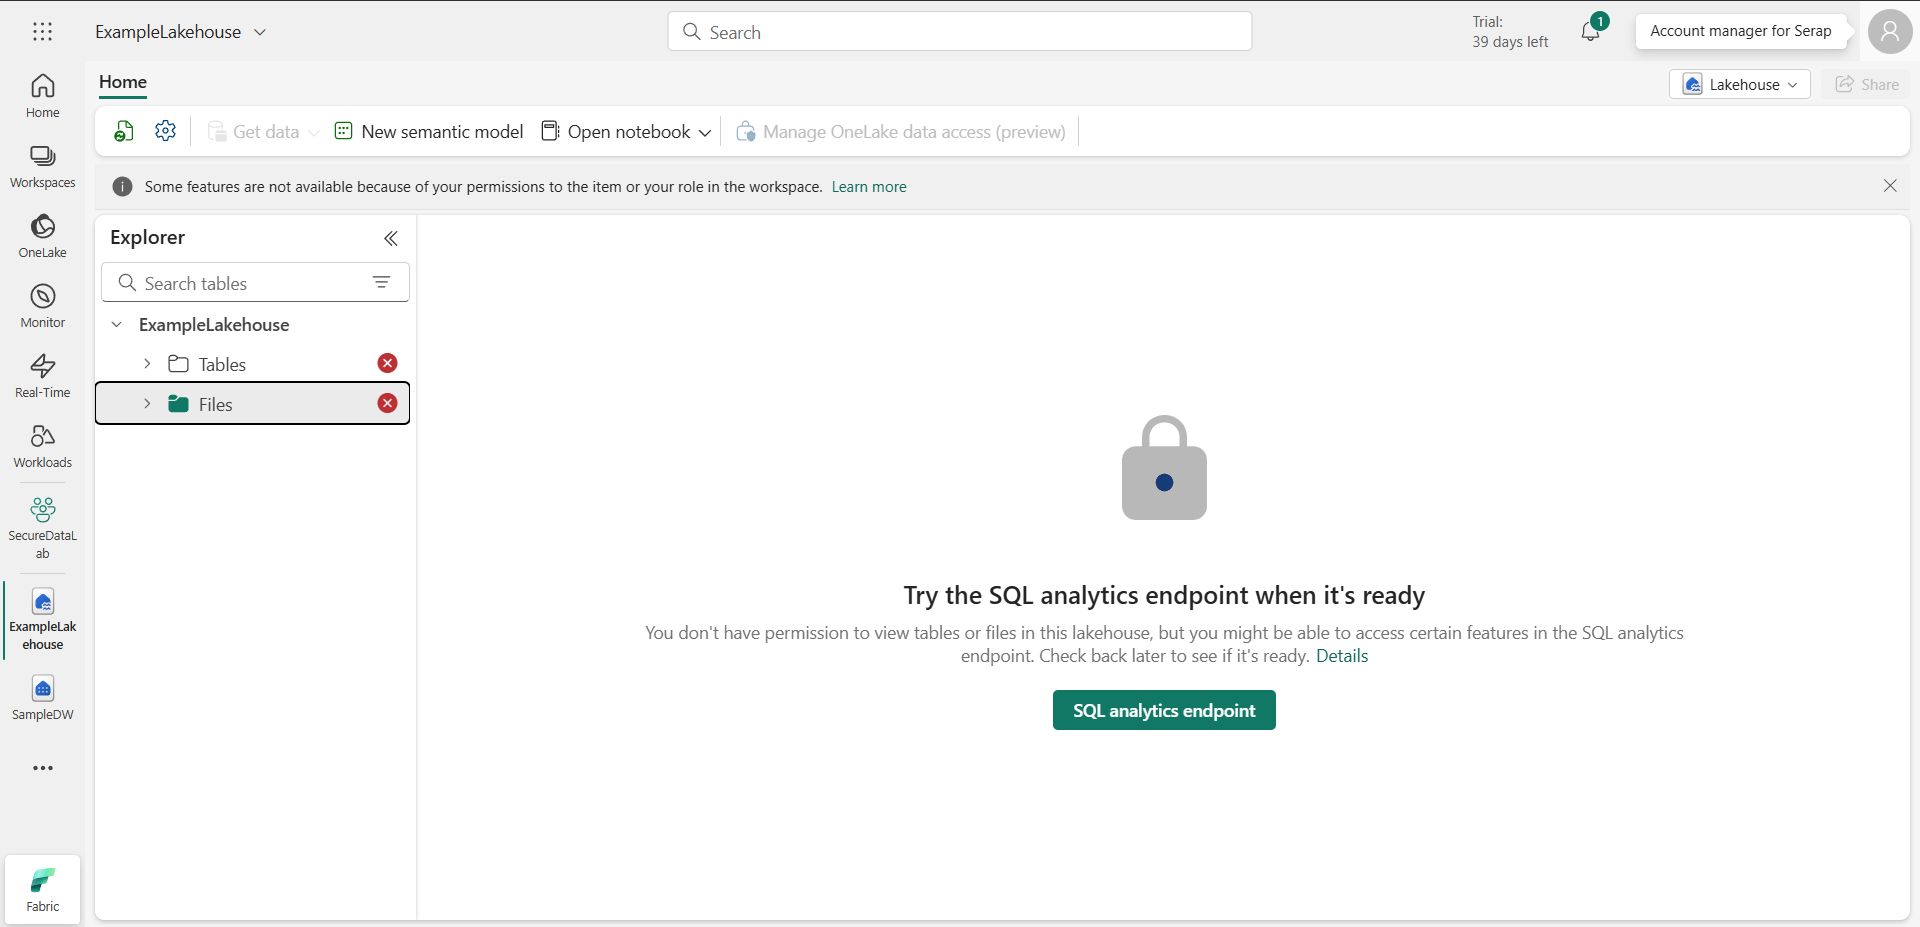 ExampleLakehouse
Search
Trial:
39 days left
1
Account manager for Serap
Home
Workspaces
OneLake
Monitor
Real-Time
Workloads
SecureDataL
ab
ExampleLak
ehouse
SampleDW
Fabric
Home
Lakehouse
Share
Get data
New semantic model
Open notebook
Manage OneLake data access (preview)
Some features are not available because of your permissions to the item or your role in the workspace. Learn more
Explorer
Search tables
ExampleLakehouse
Tables
Files
Try the SQL analytics endpoint when it's ready
You don't have permission to view tables or files in this lakehouse, but you might be able to access certain features in the SQL analytics
endpoint. Check back later to see if it's ready. Details
SQL analytics endpoint